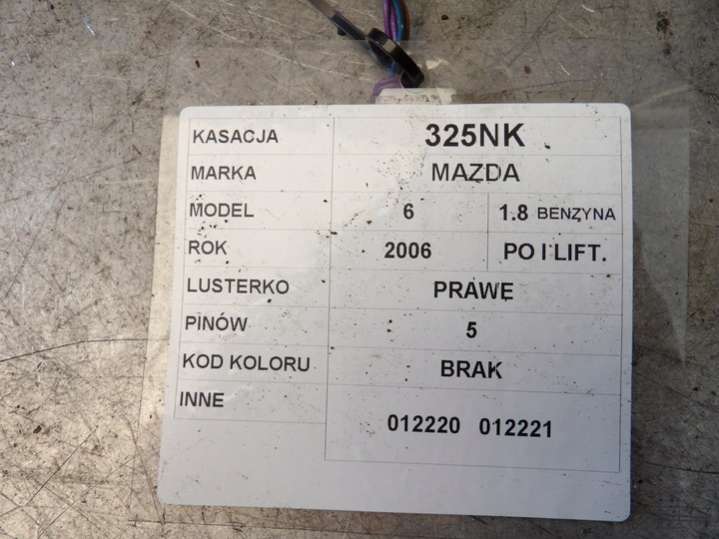 KASACJA 325NK
MARKA MAZDA
MODEL 6 1.8 BENZYNA
ROK 2006 PO I LIFT.
LUSTERKO PRAWE
PINÓW 5
KOD KOLORU BRAK
INNE 012220 012221